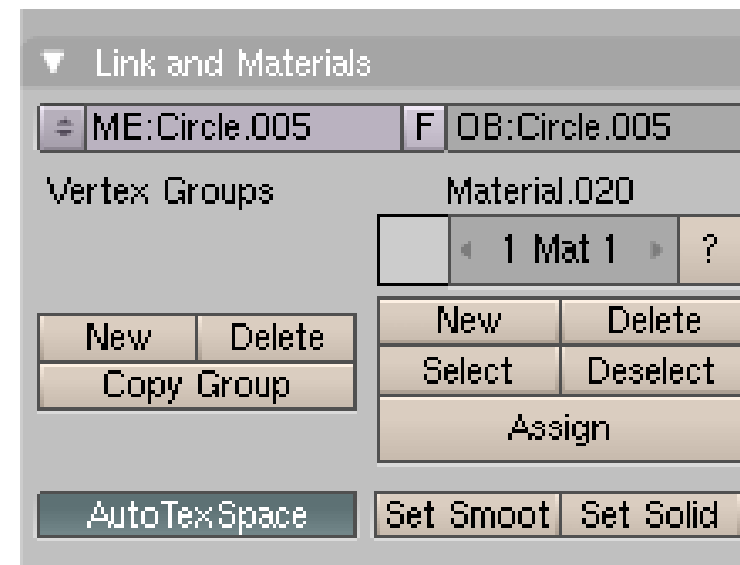 Link and Materials
ME:Circle.005 F OB:Circle.005
Vertex Groups Material.020
1 Mat 1 ?
New Delete New Delete
Copy Group Select Deselect
Assign
AutoTexSpace Set Smoot Set Solid